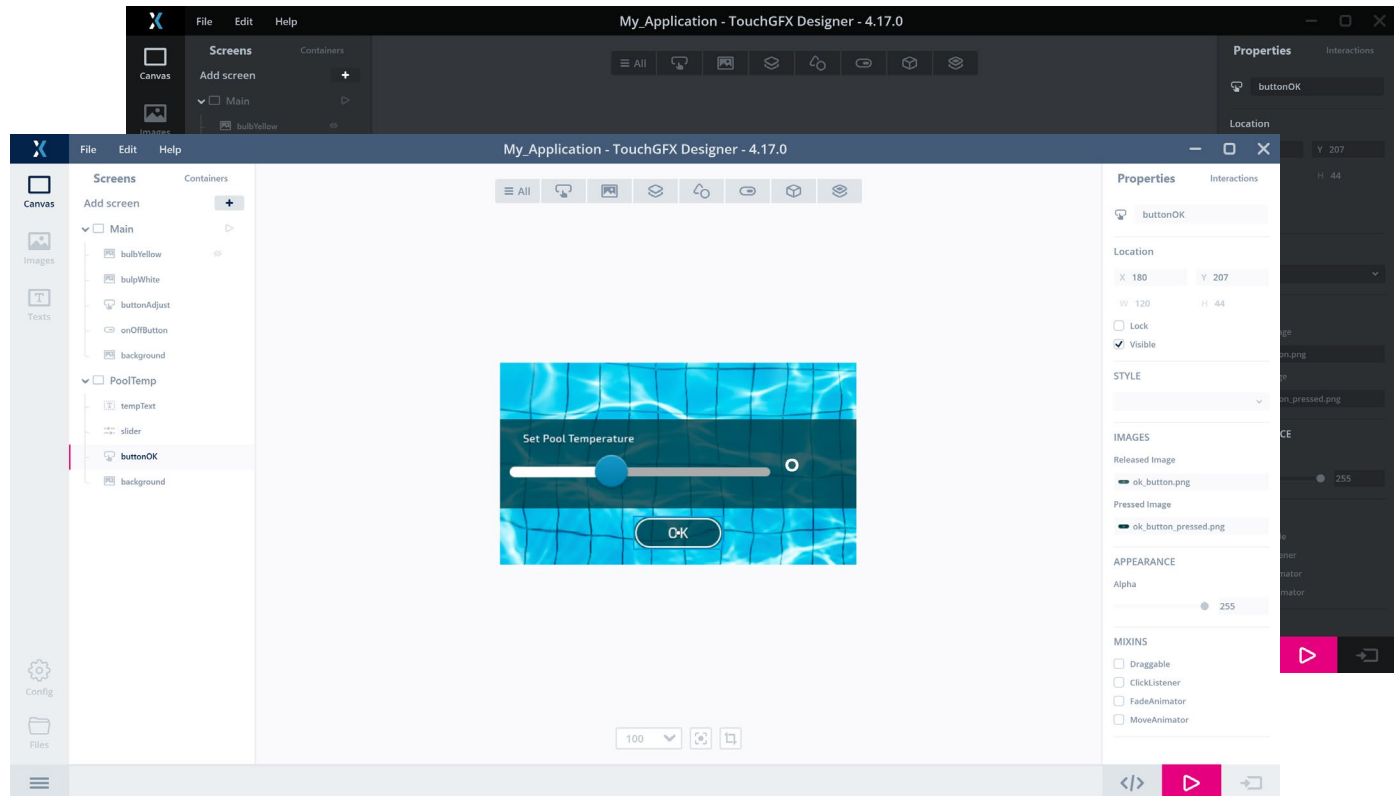 File Edit Help
My_Application - TouchGFX Designer - 4.17.0
Screens Containers
Properties Interactions
All
Canvas
Add screen
buttonOK
Main
Images
bulbYellow
Location
File Edit Help
My_Application - TouchGFX Designer - 4.17.0
Y 207
Screens Containers
Properties Interactions
H 44
All
Canvas
Add screen
buttonOK
Main
Images
bulbYellow
Location
bulpWhite
X 180 Y 207
T
buttonAdjust
W 120 H 44
Texts
onOffButton
Lock
background
Visible
PoolTemp
STYLE
T tempText
slider
Set Pool Temperature
IMAGES
buttonOK
Released Image
background
ok_button.png
255
Pressed Image
OK
ok_button_pressed.png
APPEARANCE
Alpha
255
MIXINS
Draggable
Config
ClickListener
FadeAnimator
MoveAnimator
Files
100
</>